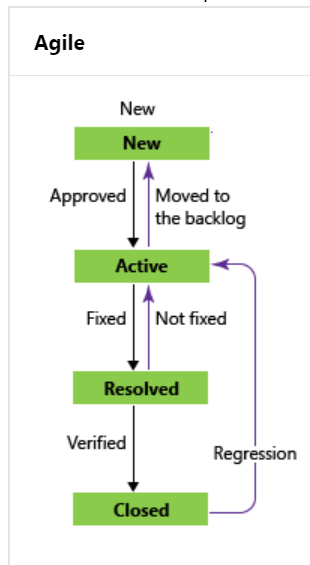 Agile
New
New
Approved
Moved to
the backlog
Active
Fixed
Not fixed
Resolved
Verified
Regression
Closed